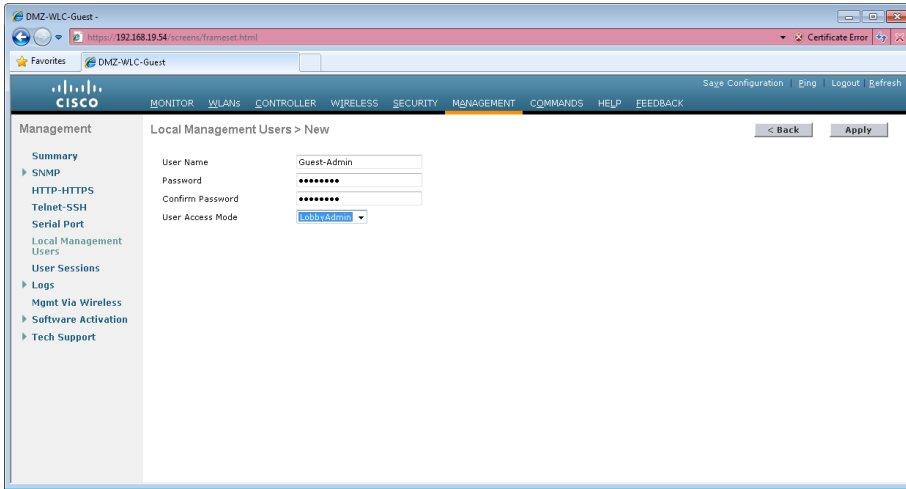 DMZ-WLC-Guest -
https://192.168.19.54/screens/frameset.html
Certificate Error
Favorites
DMZ-WLC-Guest
Save Configuration | Ping | Logout | Refresh
CISCO
MONITOR WLANs CONTROLLER WIRELESS SECURITY MANAGEMENT COMMANDS HELP FEEDBACK
Management
Summary
SNMP
HTTP-HTTPS
Telnet-SSH
Serial Port
Local Management
Users
User Sessions
Logs
Mgmt Via Wireless
Software Activation
Tech Support
Local Management Users > New
< Back
Apply
User Name Guest-Admin
Password ••••••••
Confirm Password ••••••••
User Access Mode LobbyAdmin